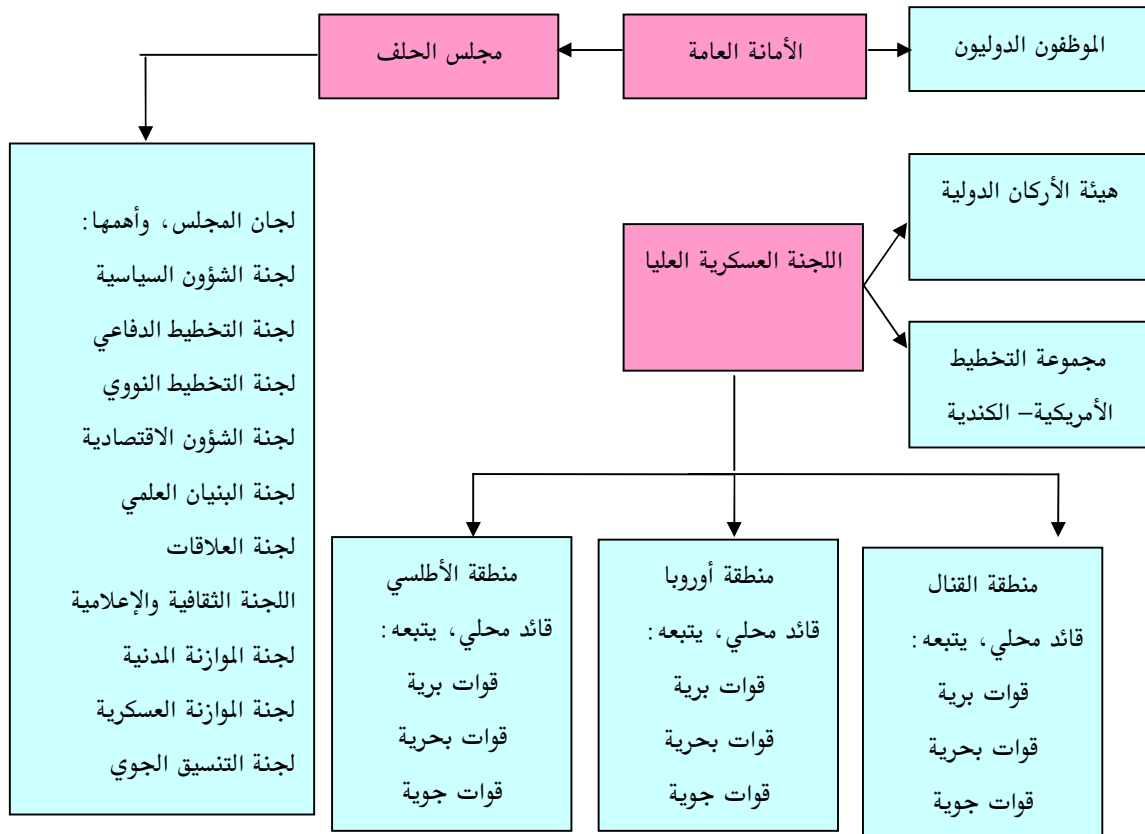 الموظفون الدوليون
الأمانة العامة
مجلس الحلف
هيئة الأركان الدولية
اللجنة العسكرية العليا
مجموعة التخطيط
الأمريكية– الكندية
لجان المجلس، وأهمها:
لجنة الشؤون السياسية
لجنة التخطيط الدفاعي
لجنة التخطيط النووي
لجنة الشؤون الاقتصادية
لجنة البنيان العلمي
لجنة العلاقات
اللجنة الثقافية والإعلامية
لجنة الموازنة المدنية
لجنة الموازنة العسكرية
لجنة التنسيق الجوي
منطقة القنال
قائد محلي، يتبعه:
قوات برية
قوات بحرية
قوات جوية
منطقة أوروبا
قائد محلي، يتبعه:
قوات برية
قوات بحرية
قوات جوية
منطقة الأطلسي
قائد محلي، يتبعه:
قوات برية
قوات بحرية
قوات جوية